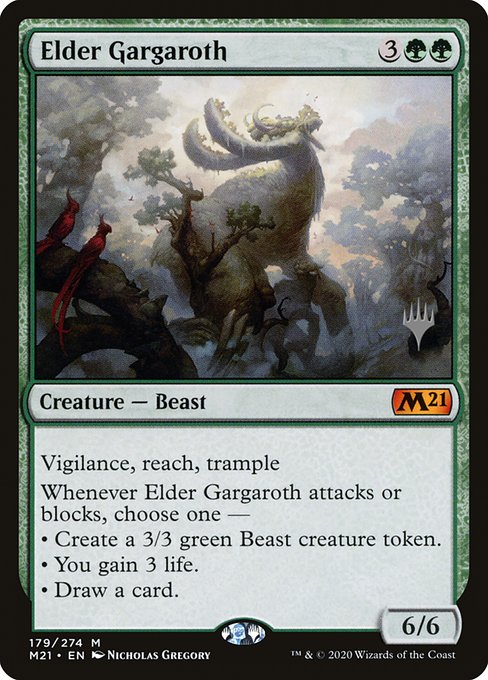 Elder Gargaroth 3
Creature — Beast M21
Vigilance, reach, trample
Whenever Elder Gargaroth attacks or
blocks, choose one —
• Create a 3/3 green Beast creature token.
• You gain 3 life.
• Draw a card.
6/6
179/274 M
M21 • EN Nicholas Gregory ™ & © 2020 Wizards of the Coast